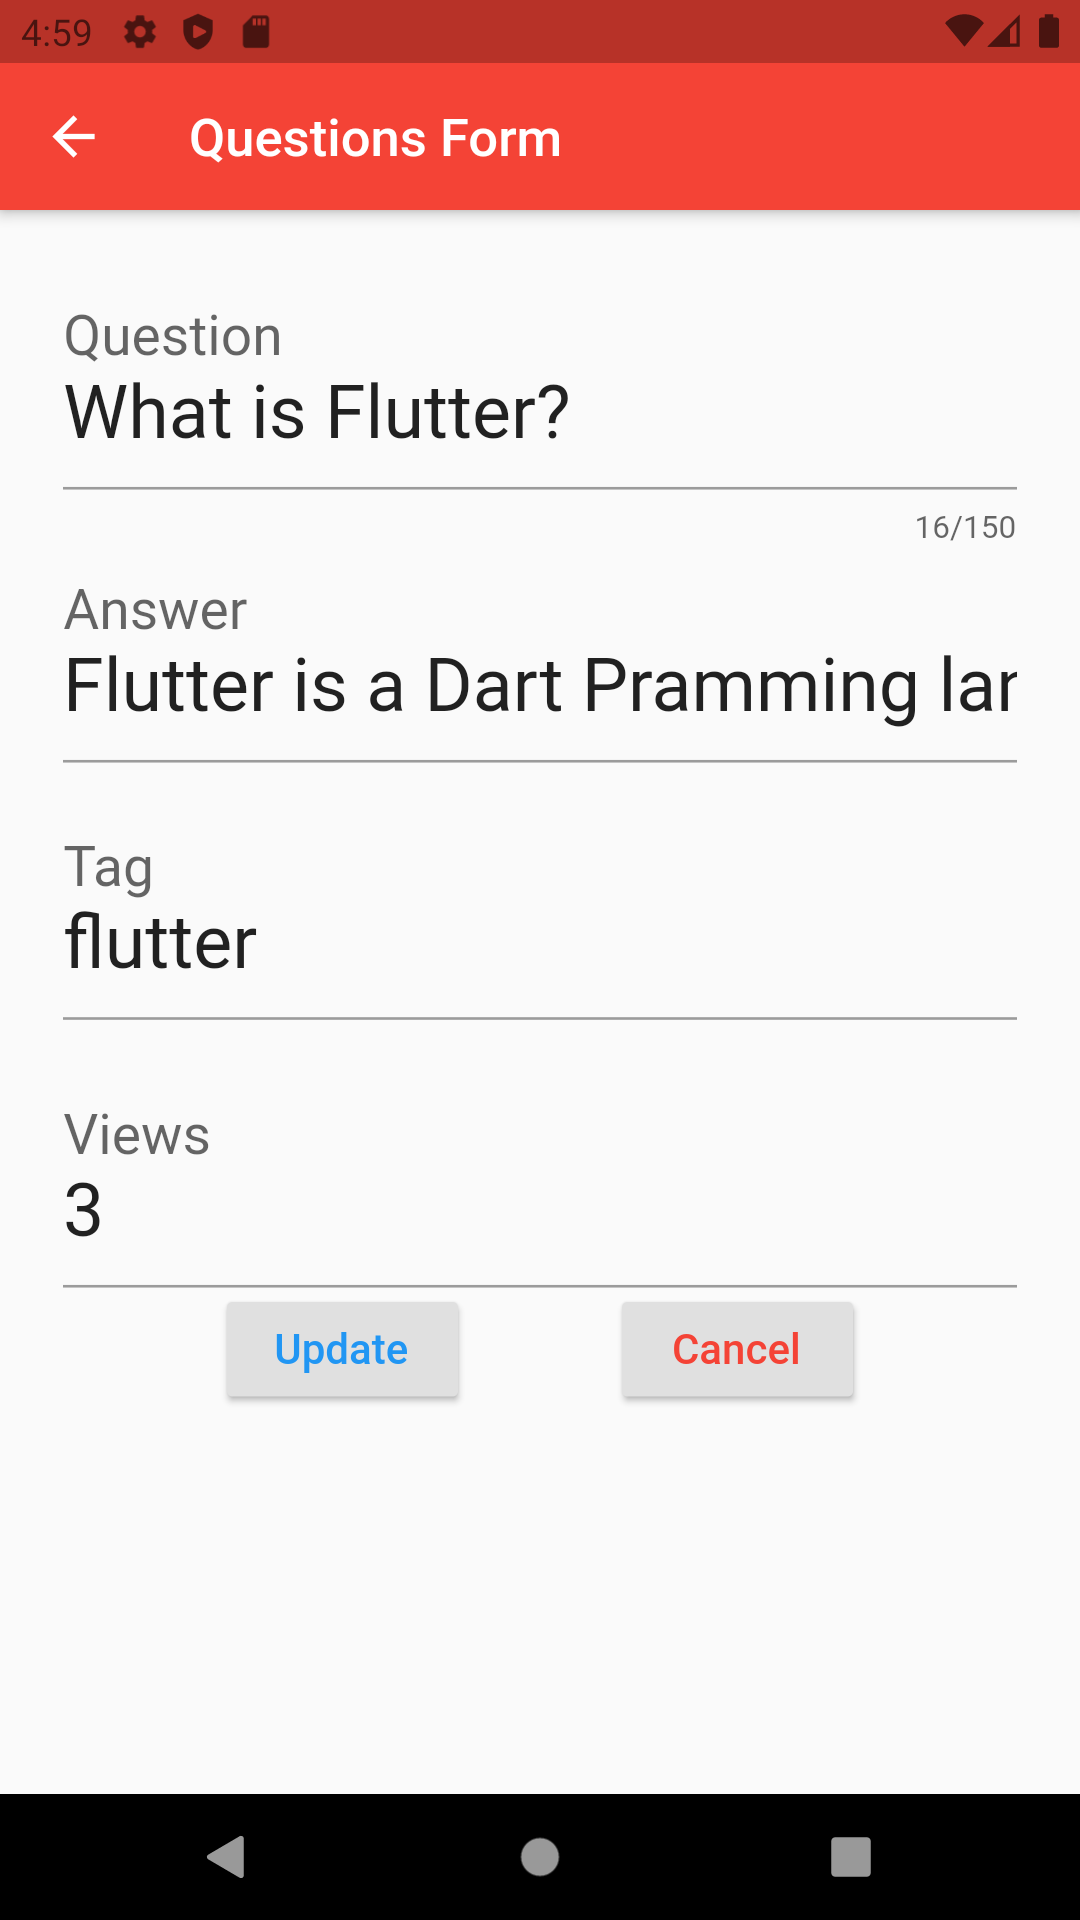 4:59
Questions Form
Question
What is Flutter?
16/150
Answer
Flutter is a Dart Pramming
Tag
flutter
Views
3
Update Cancel